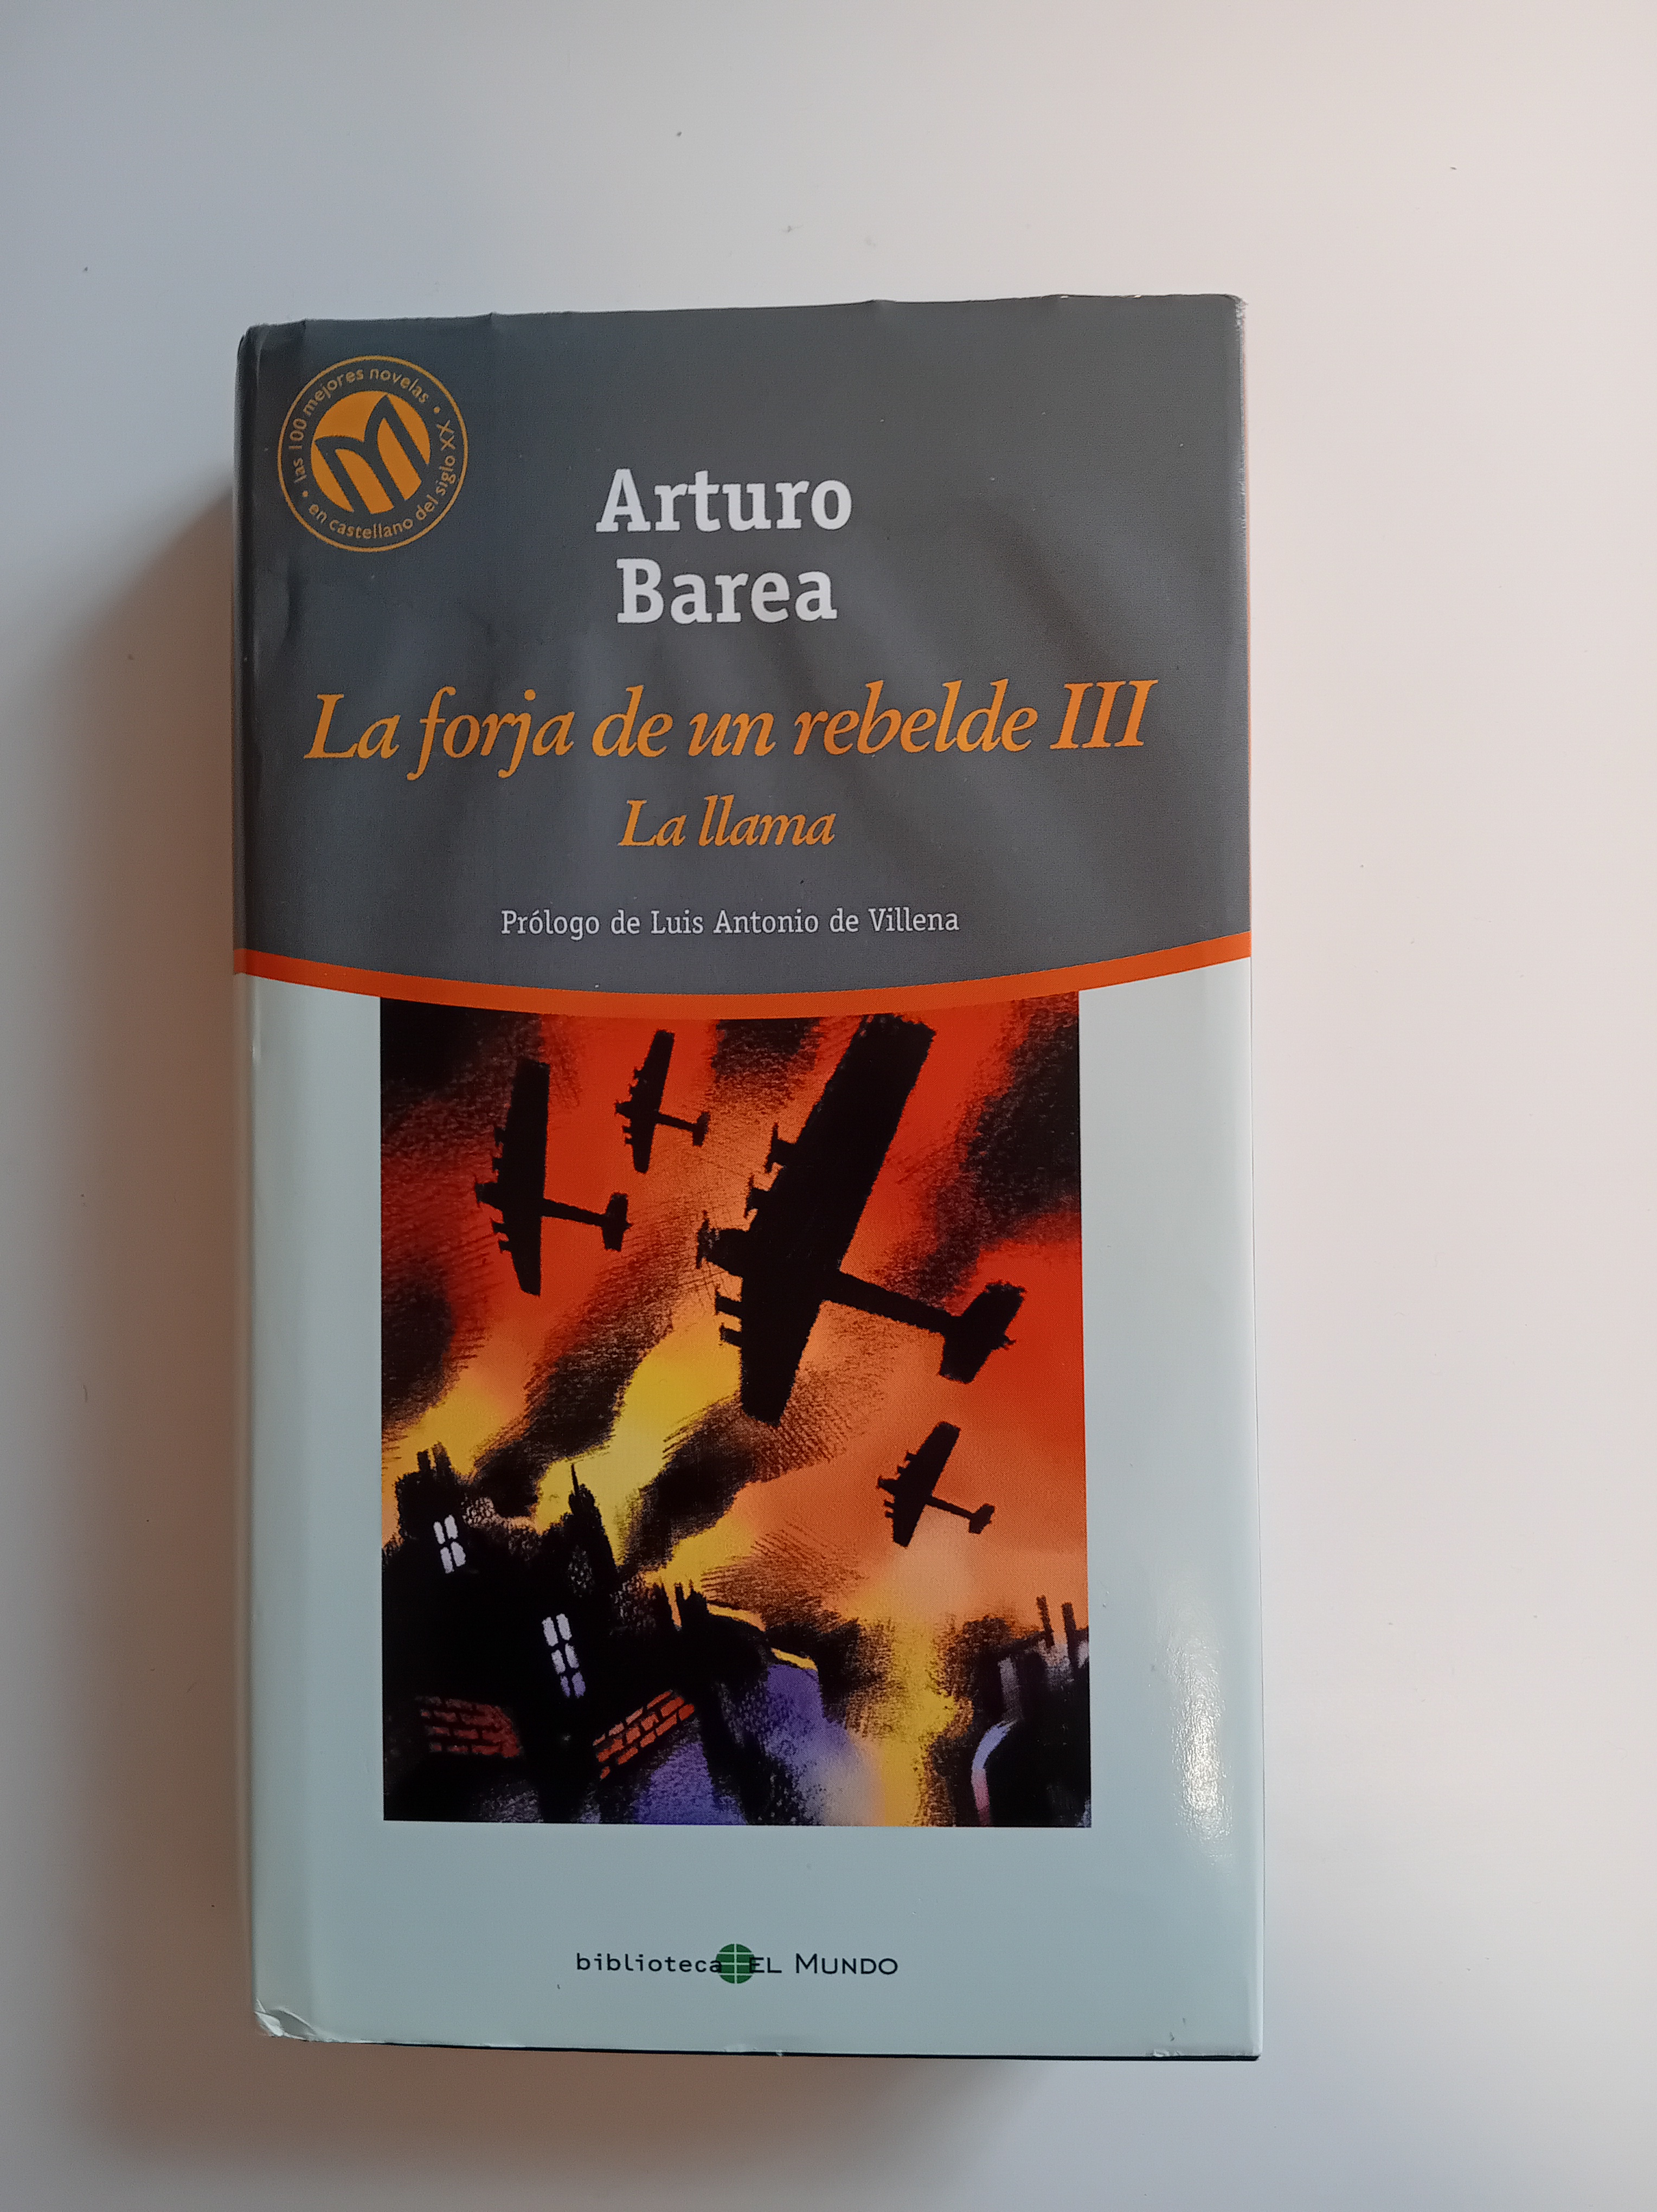 • las 100 mejores novelas •
en castellano del siglo XX
Arturo
Barea
La forja de un rebelde III
La llama
Prólogo de Luis Antonio de Villena
biblioteca EL MUNDO